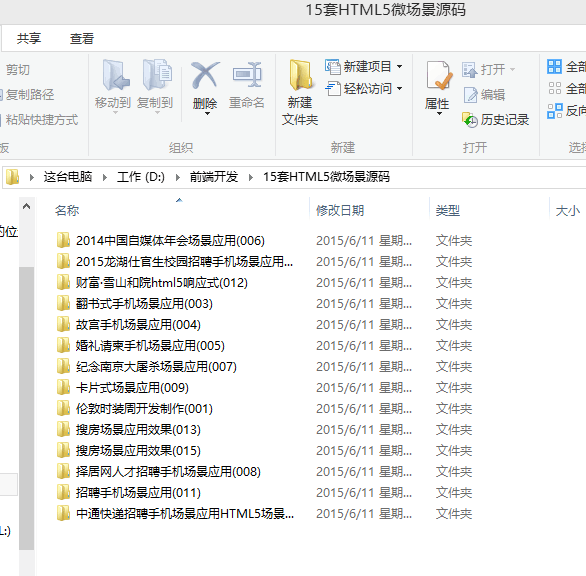 15套HTML5微场景源码
共享 查看
剪切
复制路径
粘贴快捷方式
移动到 复制到
删除 重命名
新建
文件夹
新建项目
轻松访问
属性
打开
编辑
历史记录
全部
全部
反向
板 组织 新建 打开 选择
这台电脑 工作 (D:) 前端开发 15套HTML5微场景源码
的位
名称 修改日期 类型 大小
2014中国自媒体年会场景应用(006) 2015/6/11 星期... 文件夹
2015龙湖仕官生校园招聘手机场景应用... 2015/6/11 星期... 文件夹
财富·雪山和院html5响应式(012) 2015/6/11 星期... 文件夹
翻书式手机场景应用(003) 2015/6/11 星期... 文件夹
故宫手机场景应用(004) 2015/6/11 星期... 文件夹
婚礼请柬手机场景应用(005) 2015/6/11 星期... 文件夹
纪念南京大屠杀场景应用(007) 2015/6/11 星期... 文件夹
卡片式场景应用(009) 2015/6/11 星期... 文件夹
伦敦时装周开发制作(001) 2015/6/11 星期... 文件夹
搜房场景应用效果(013) 2015/6/11 星期... 文件夹
搜房场景应用效果(015) 2015/6/11 星期... 文件夹
择居网人才招聘手机场景应用(008) 2015/6/11 星期... 文件夹
招聘手机场景应用(011) 2015/6/11 星期... 文件夹
中通快递招聘手机场景应用HTML5场景... 2015/6/11 星期... 文件夹
L:)